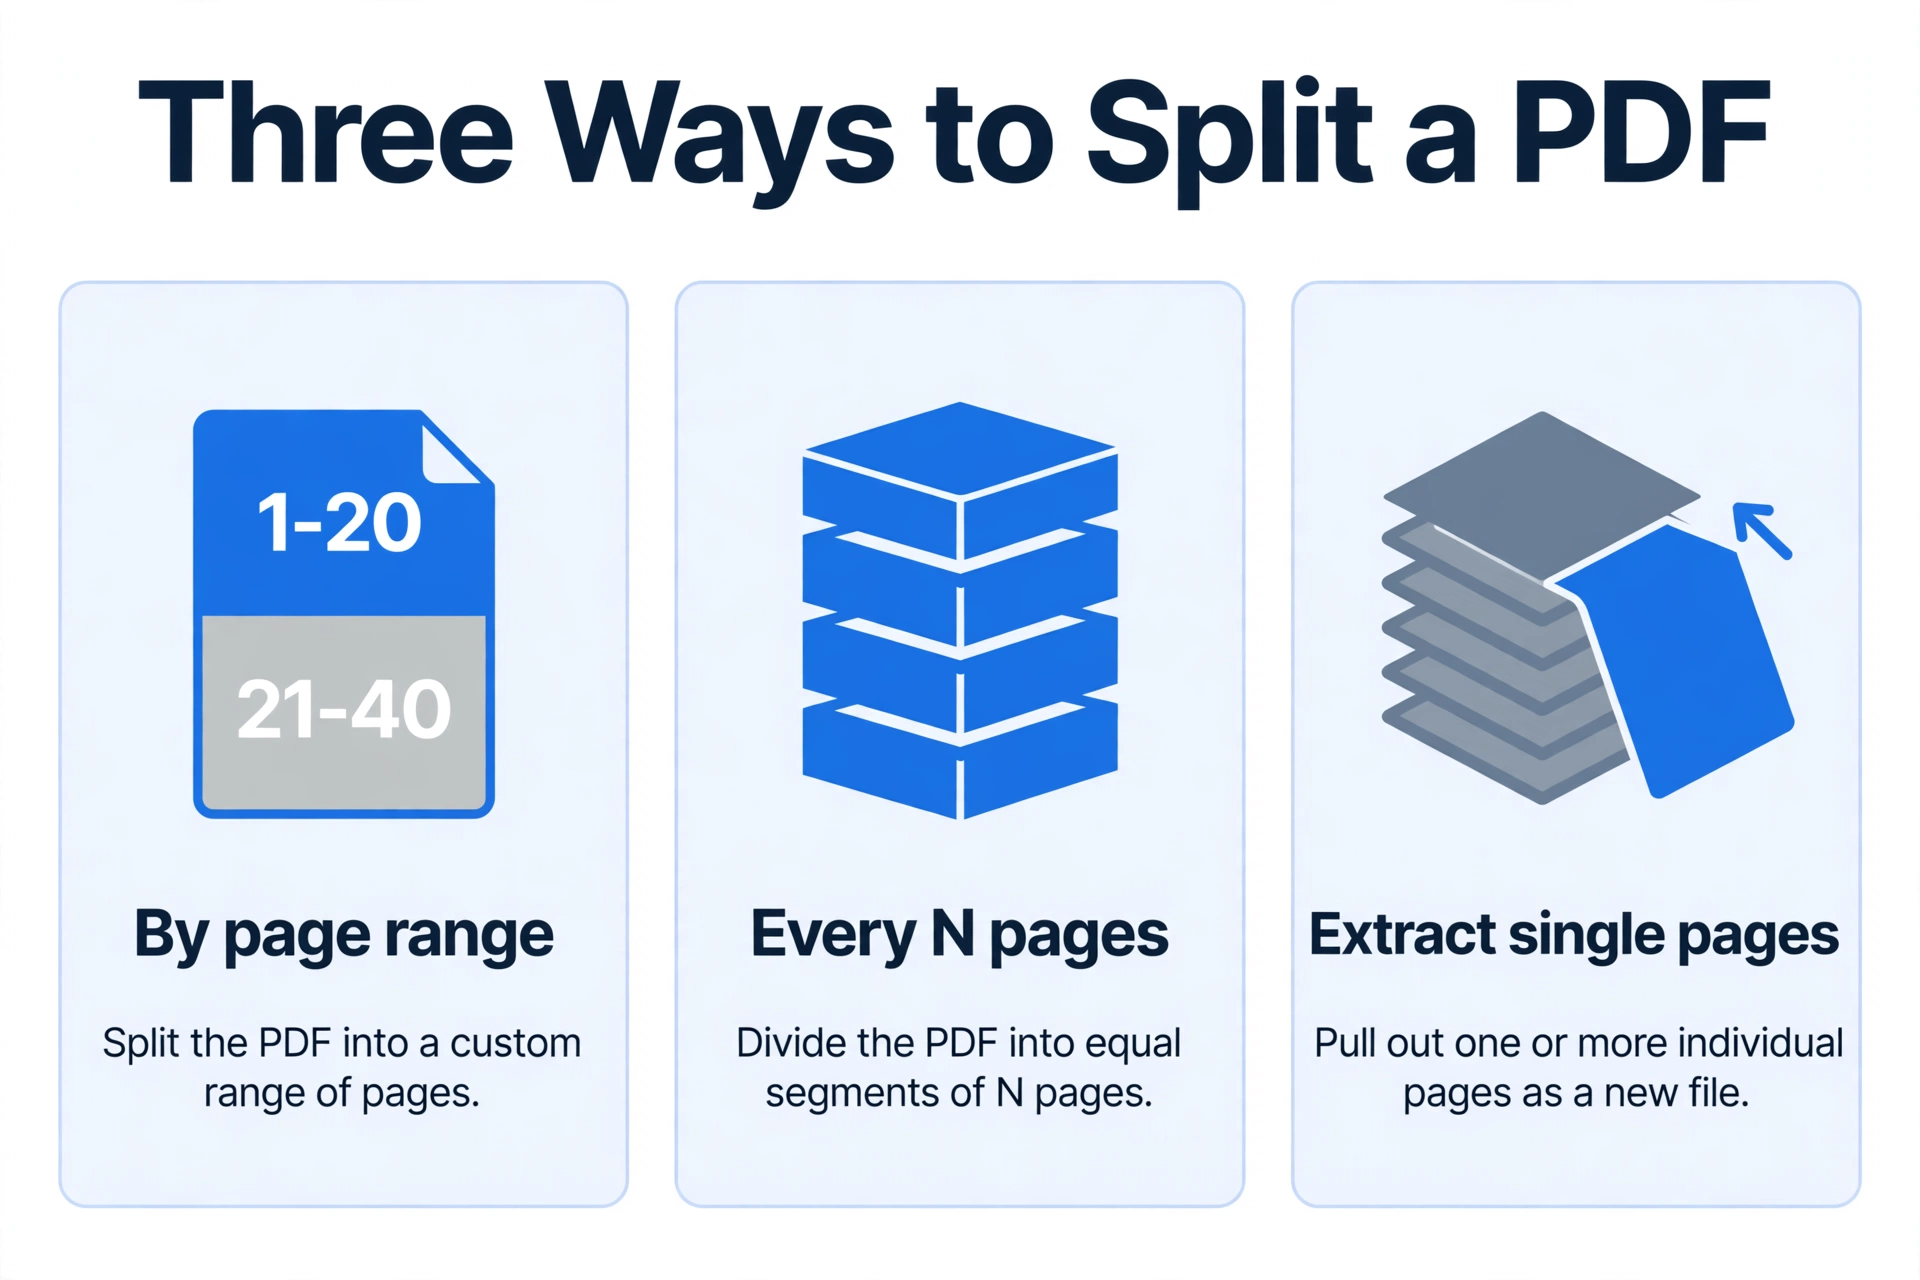 Three Ways to Split a PDF
1-20
21-40
By page range
Split the PDF into a custom
range of pages.
Every N pages
Divide the PDF into equal
segments of N pages.
Extract single pages
Pull out one or more individual
pages as a new file.